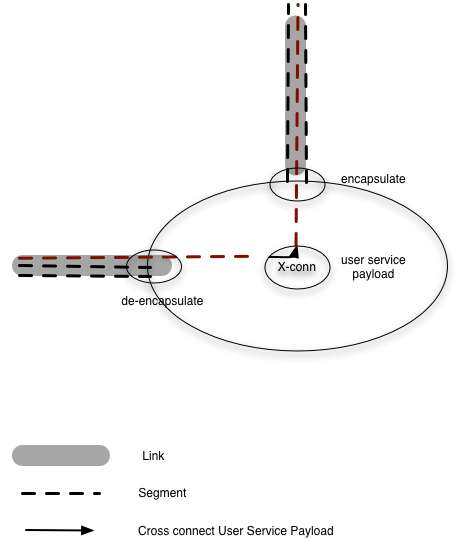 encapsulate
X-conn
user service
payload
de-encapsulate
Link
Segment
Cross connect User Service Payload